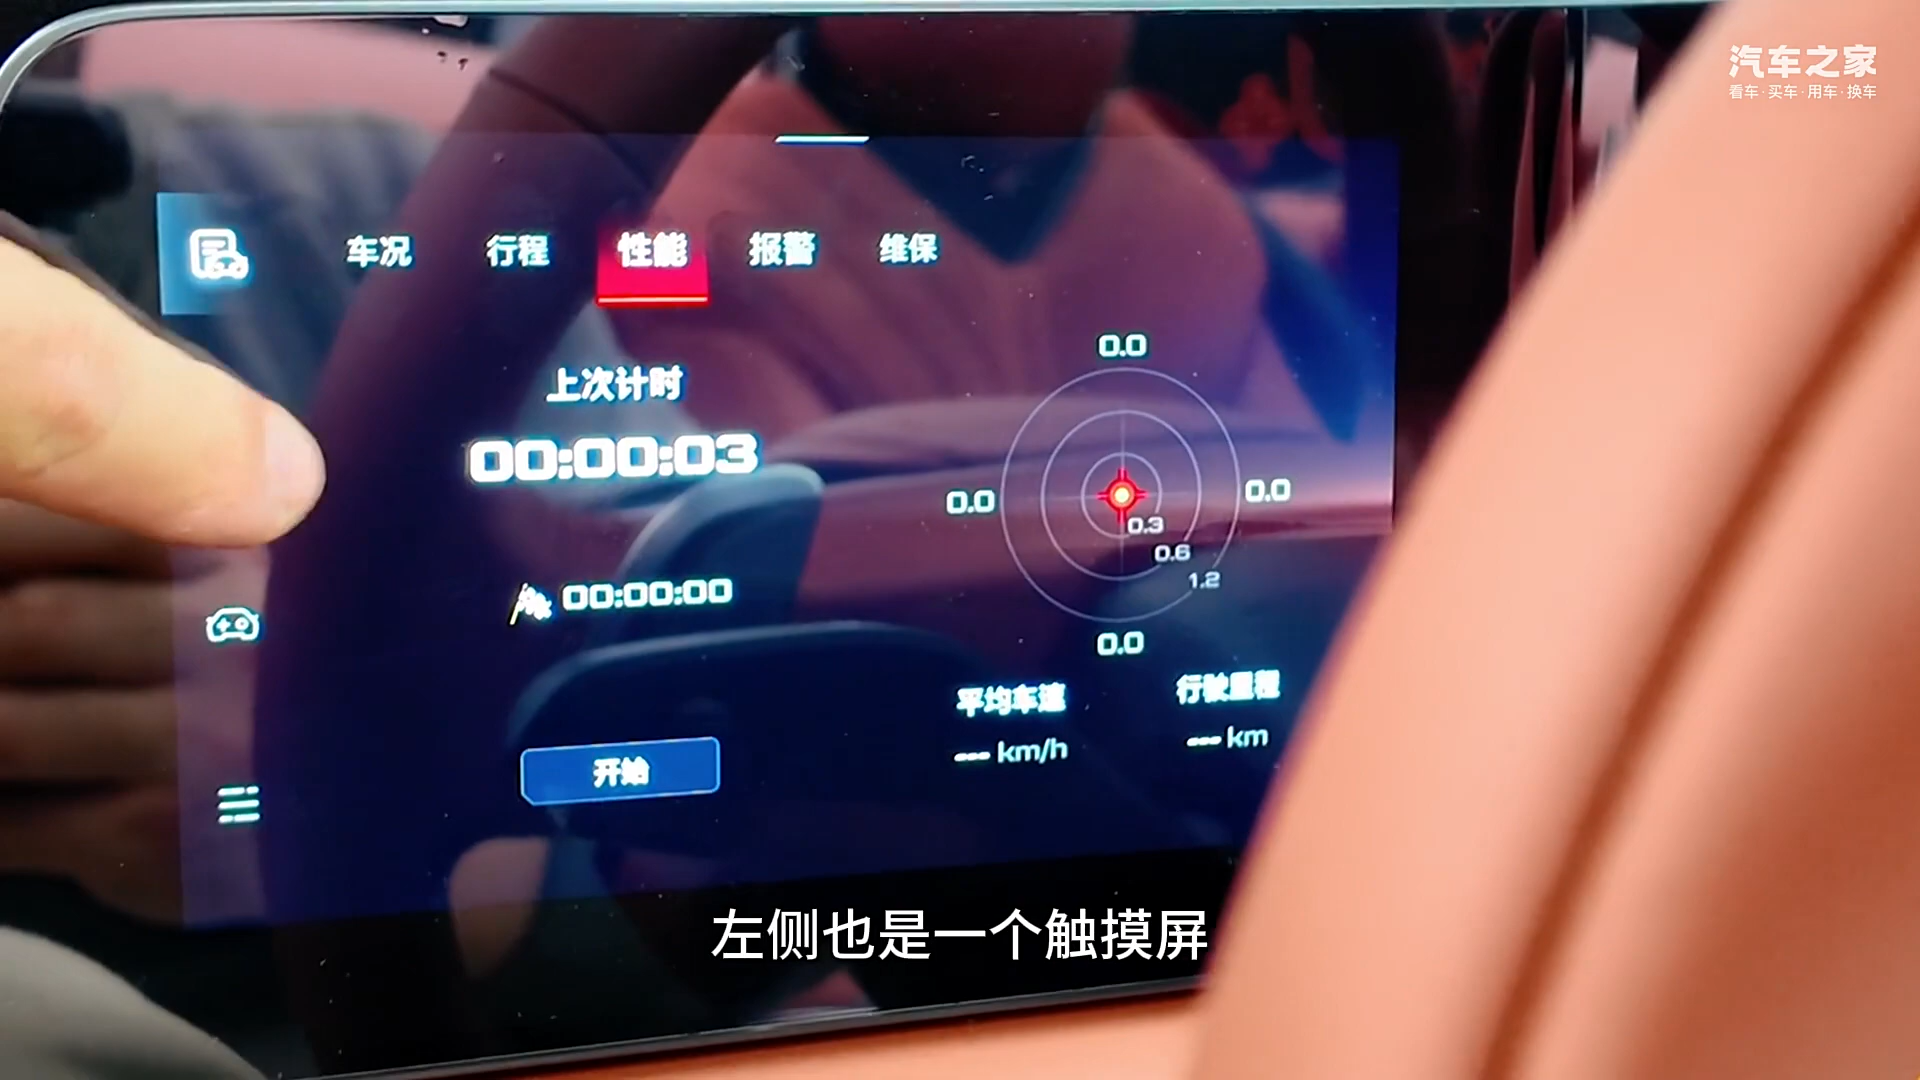 汽车之家
看车·买车·用车·换车
车况 行程 性能 报警 维保
上次计时
00:00:03
00:00:00
开始
0.0
0.0 0.0
0.3
0.6
1.2
0.0
平均车速 行驶里程
--- km/h --- km
左侧也是一个触摸屏